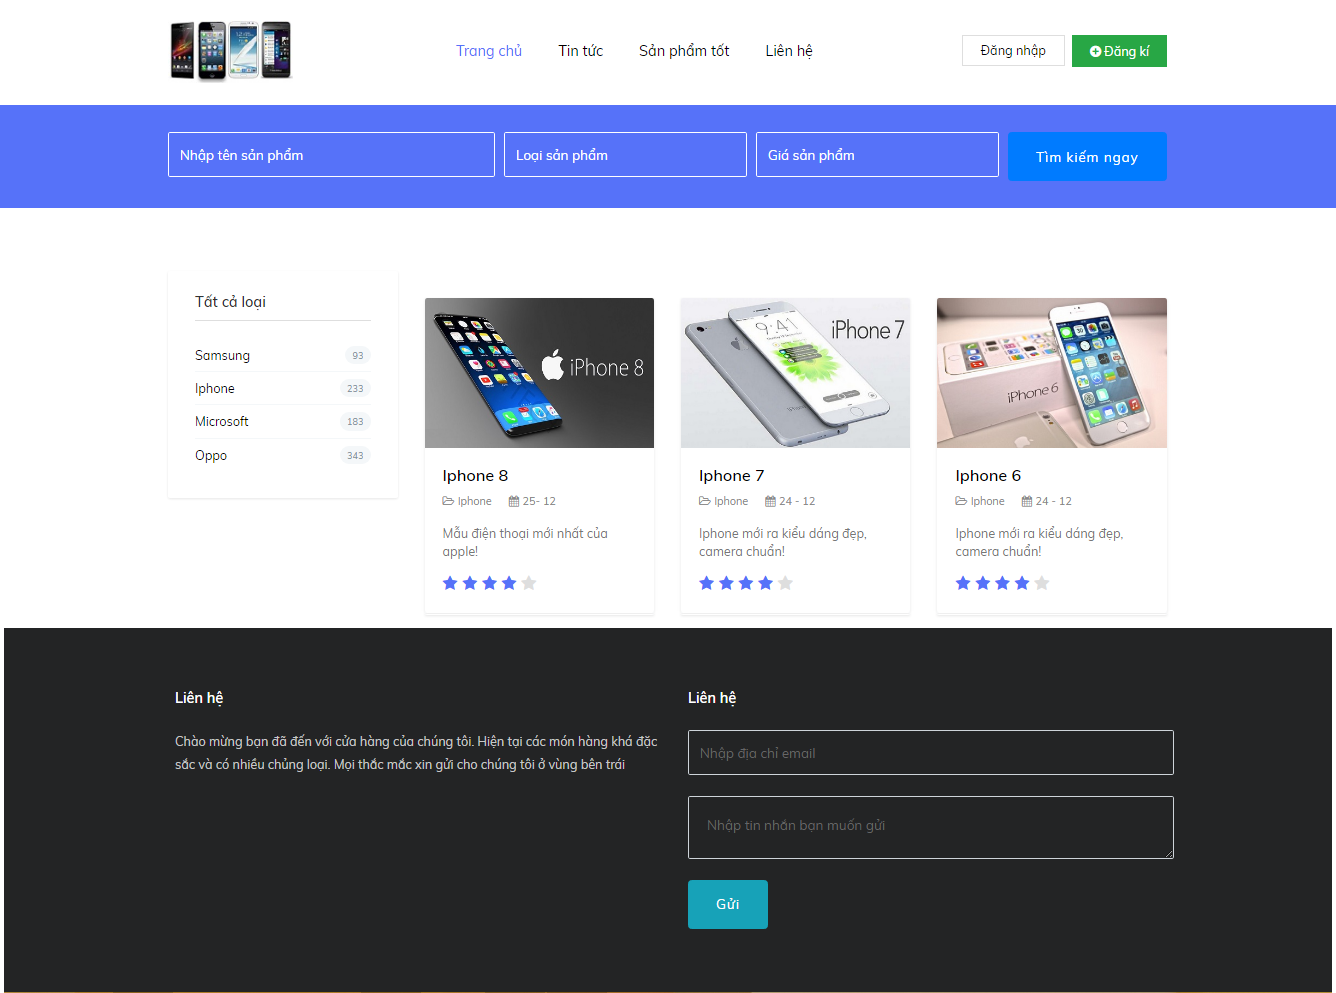 Trang chủ
Tin tức
Sản phẩm tốt
Liên hệ
Đăng nhập
Đăng kí
Nhập tên sản phẩm
Loại sản phẩm
Giá sản phẩm
Tìm kiếm ngay
Tất cả loại
Samsung 93
Iphone 233
Microsoft 183
Oppo 343
iPhone 8
Iphone 8
Iphone 25- 12
Mẫu điện thoại mới nhất của
apple!
9:41
iPhone 7
Iphone 7
Iphone 24 - 12
Iphone mới ra kiểu dáng đẹp,
camera chuẩn!
iPhone 6
Iphone 6
Iphone 24 - 12
Iphone mới ra kiểu dáng đẹp,
camera chuẩn!
Liên hệ
Chào mừng bạn đã đến với cửa hàng của chúng tôi. Hiện tại các món hàng khá đặc
sắc và có nhiều chủng loại. Mọi thắc mắc xin gửi cho chúng tôi ở vùng bên trái
Liên hệ
Nhập địa chỉ email
Nhập tin nhắn bạn muốn gửi
Gửi